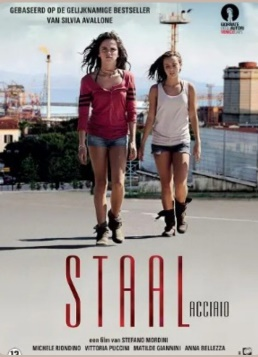 GEBASEERD OP DE GELIJKNAMIGE BESTSELLER
VAN SILVIA AVALLONE
STAAL
ACCIAIO
een film van STEFANO MORDINI
MICHELE RIONDINO VITTORIA PUCCINI MATILDE GIANNINI ANNA BELLEZZA
12